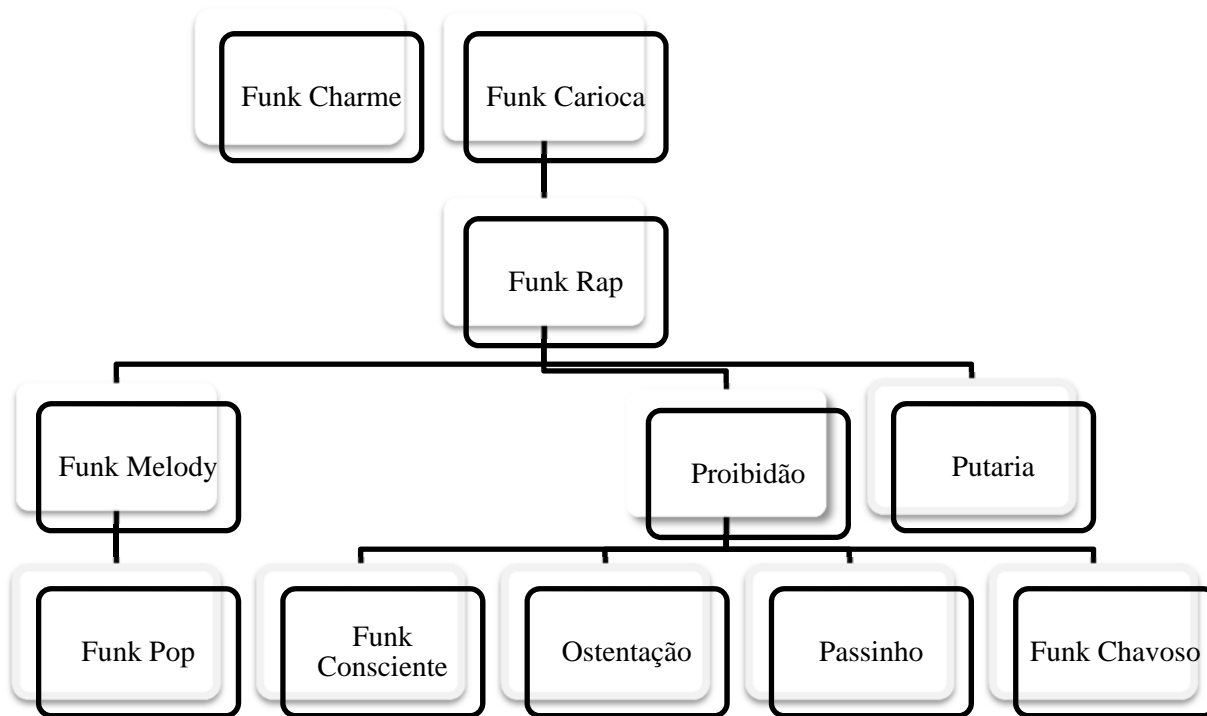 Funk Charme
Funk Carioca
Funk Rap
Funk Melody
Proibidão
Putaria
Funk Pop
Funk
Consciente
Ostentação
Passinho
Funk Chavoso